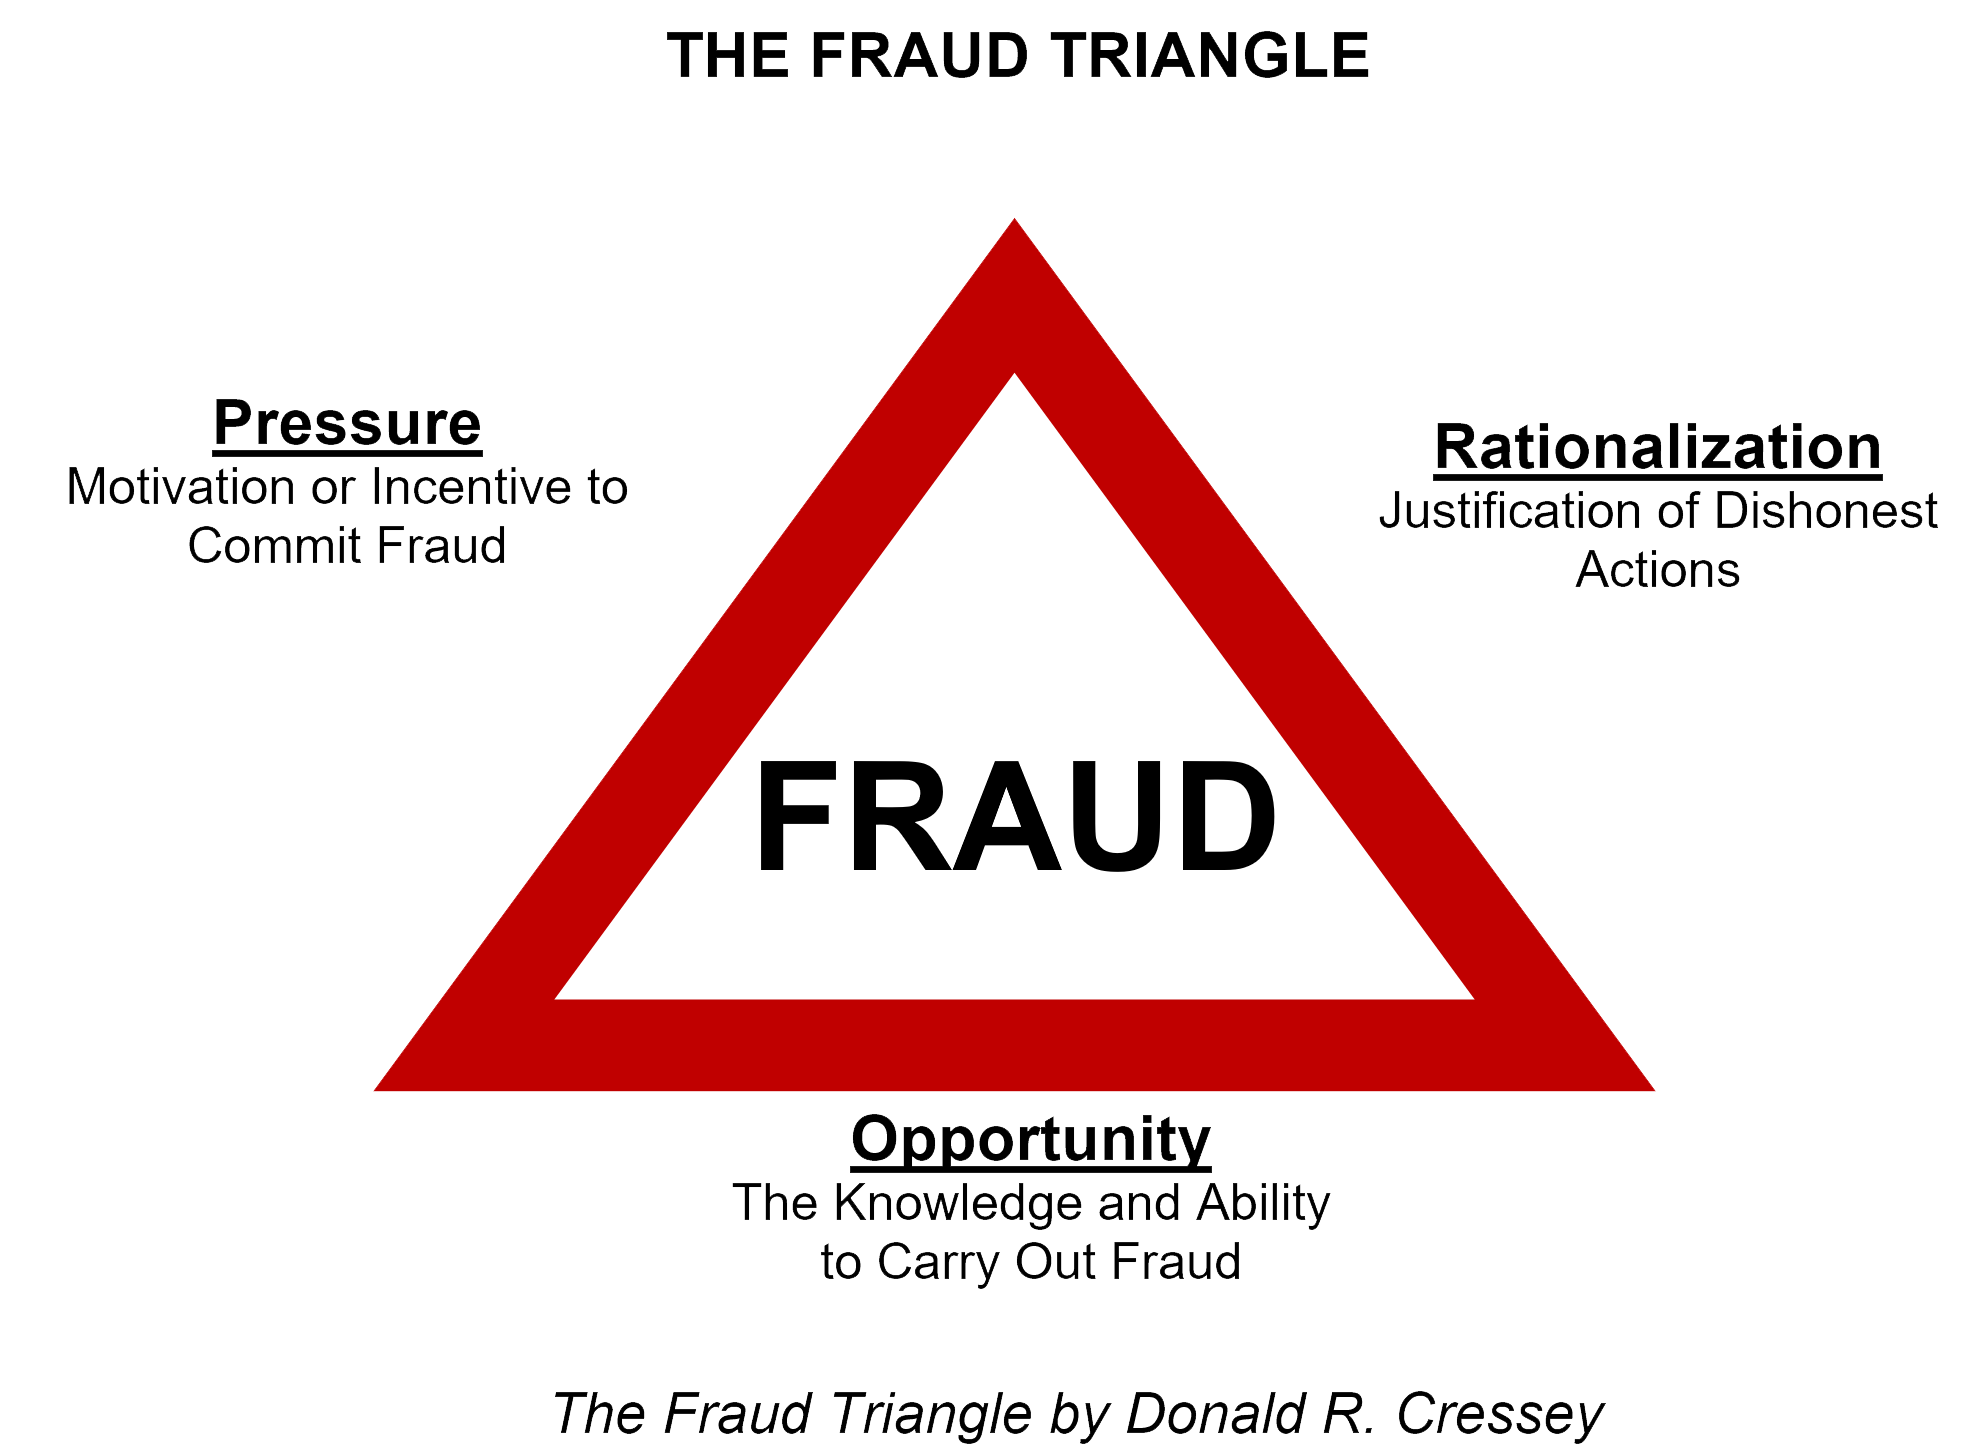 THE FRAUD TRIANGLE
Pressure
Motivation or Incentive to
Commit Fraud
Rationalization
Justification of Dishonest
Actions
FRAUD
Opportunity
The Knowledge and Ability
to Carry Out Fraud
The Fraud Triangle by Donald R. Cressey